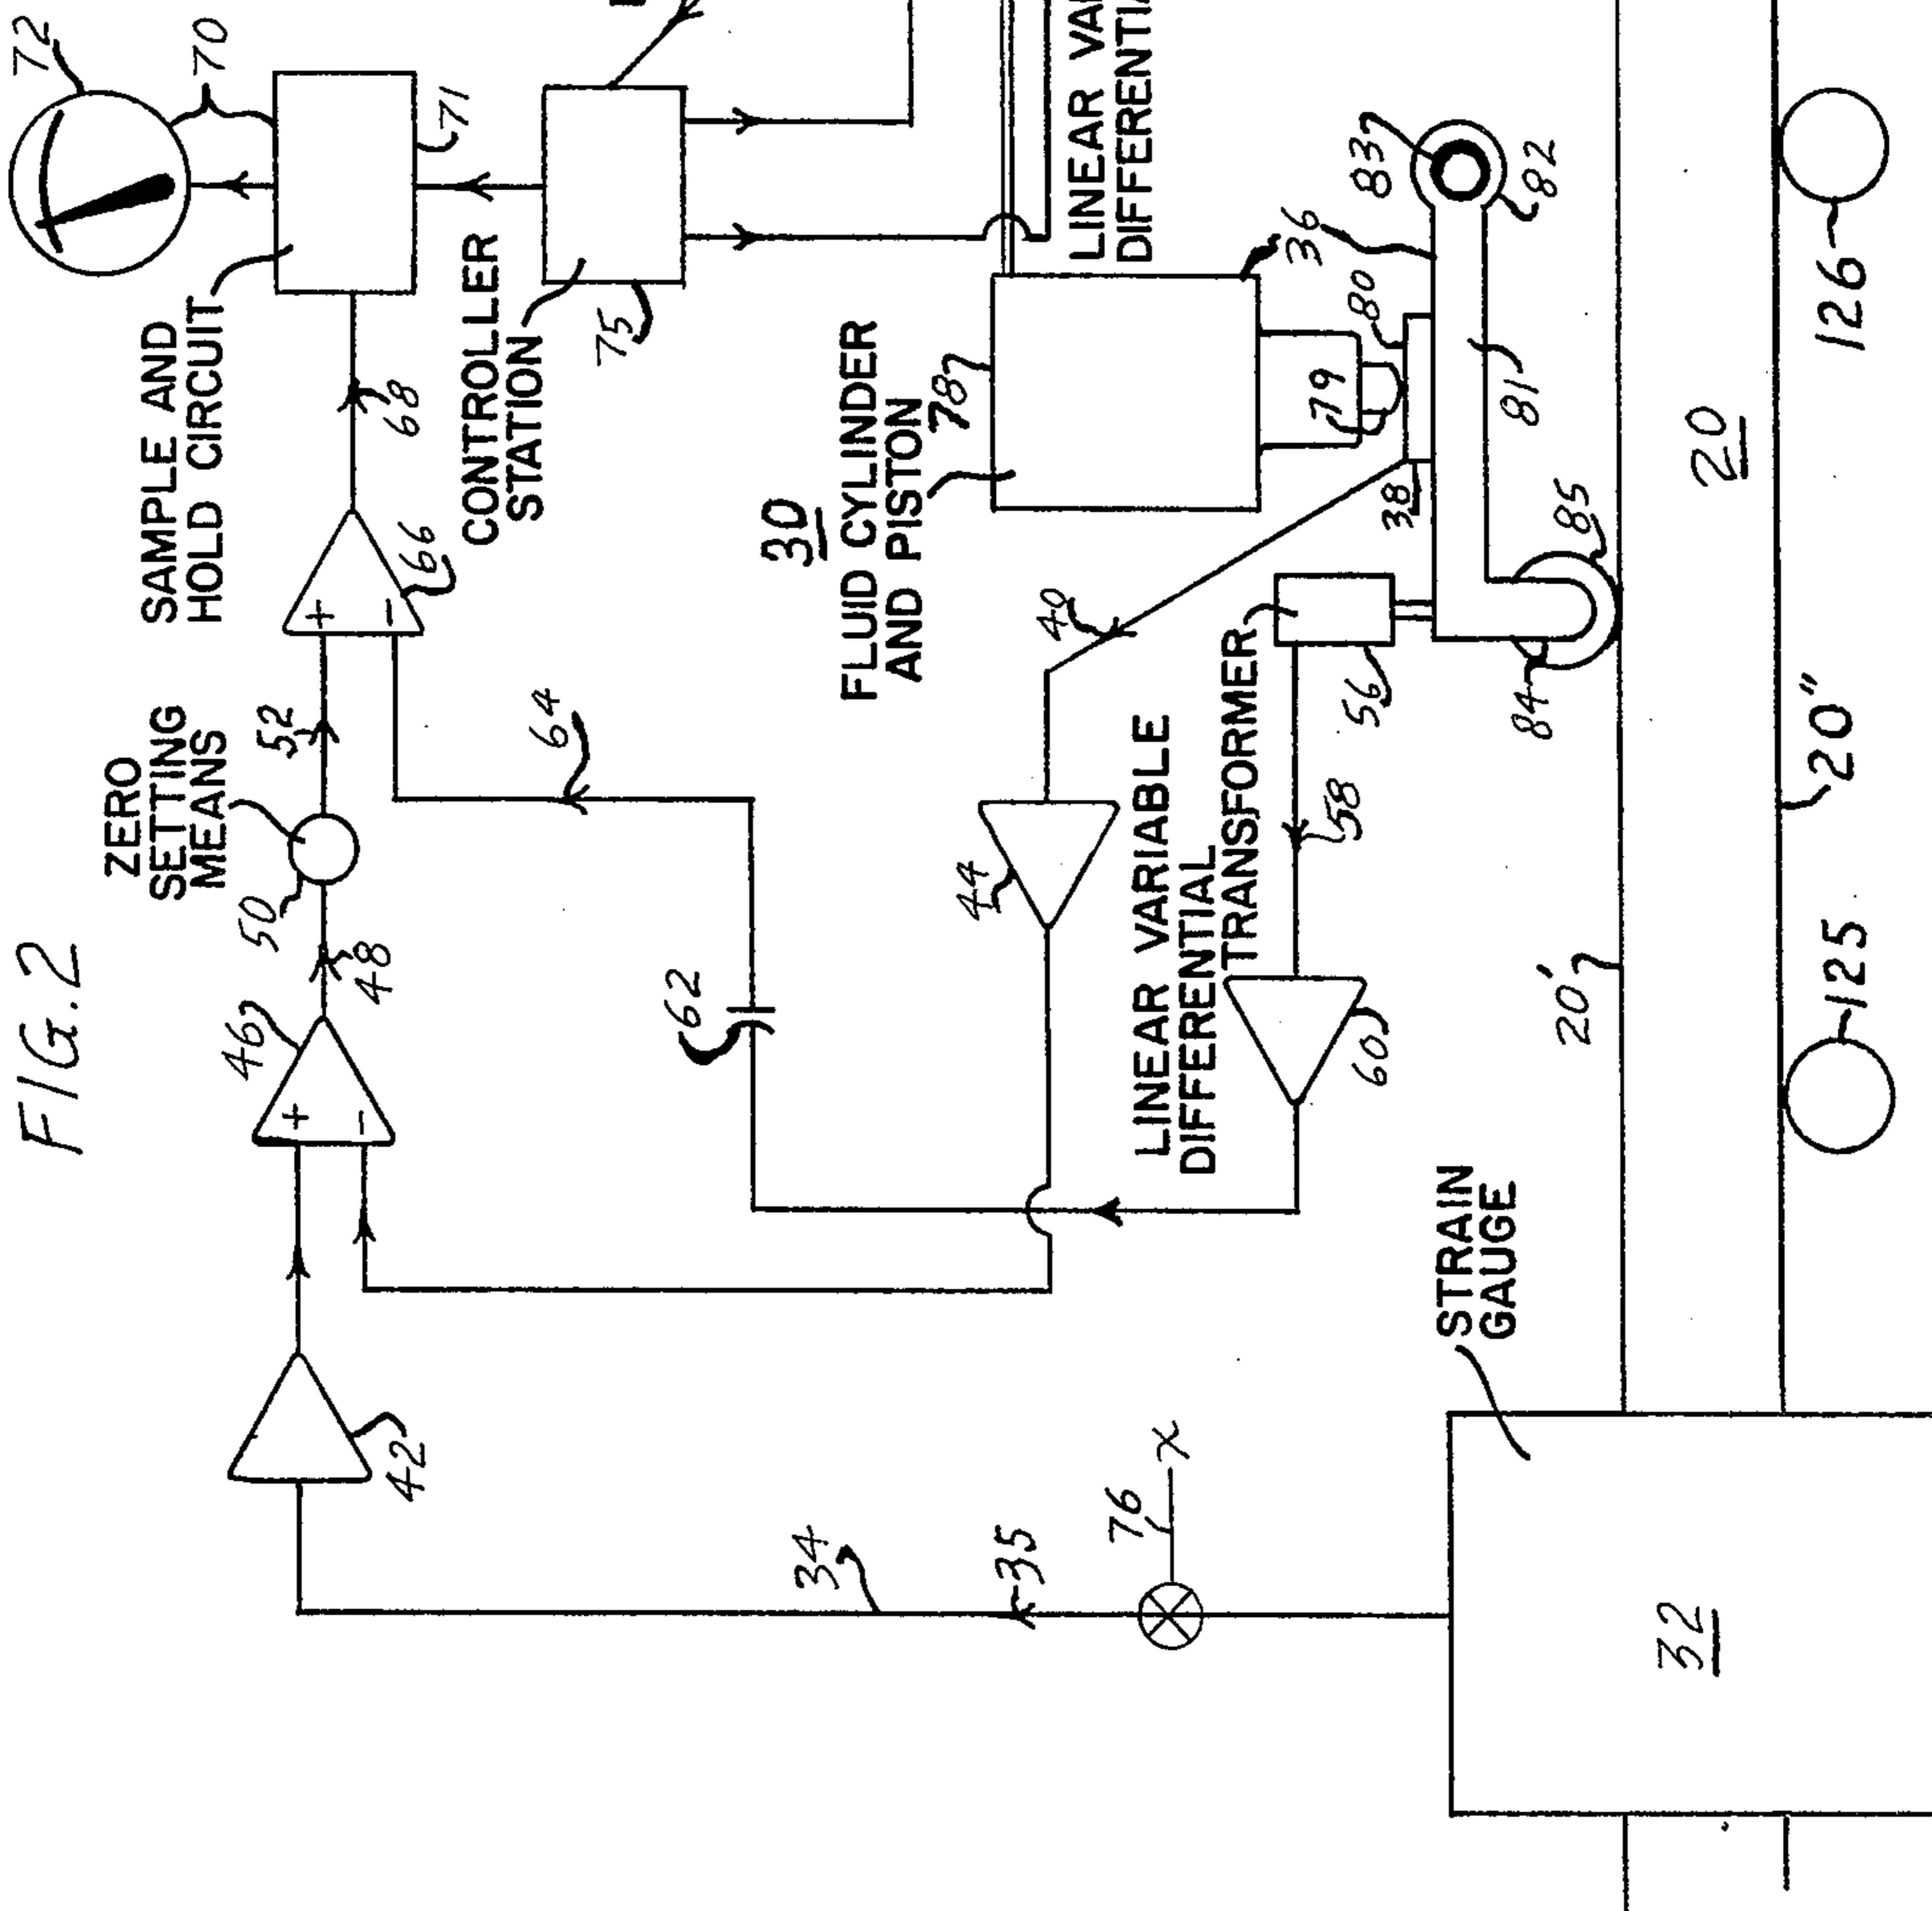 FIG. 2
72
70
SAMPLE AND
HOLD CIRCUIT
71
ZERO
SETTING
MEANS
50
52
46
48
+
-
+
-
66
68
42
CONTROLLER
STATION
75
64
62
34
35
76
X
30
FLUID CYLINDER
AND PISTON
78
79
80
36
38
40
44
LINEAR VARIABLE
DIFFERENTIAL
TRANSFORMER
56
58
60
83
82
81
84
85
STRAIN
GAUGE
32
20'
20
20"
125
126